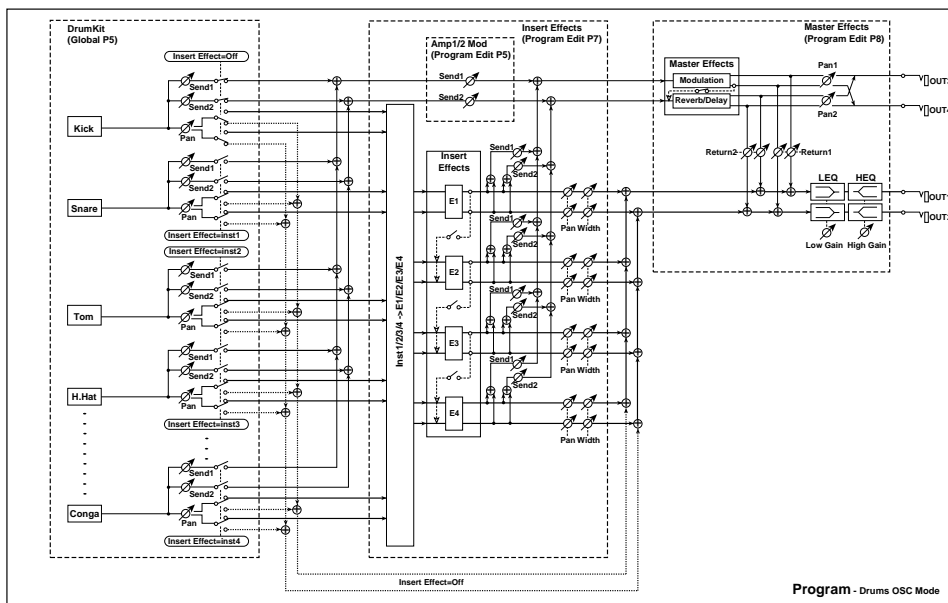 DrumKit
(Global P5)
Insert Effect=Off
Send1
Send2
Kick
Pan
Send1
Send2
Snare
Pan
Insert Effect=inst1
Insert Effect=inst2
Send1
Send2
Tom
Pan
Send1
Send2
H.Hat
Pan
Insert Effect=inst3
Send1
Send2
Conga
Pan
Insert Effect=inst4
Insert Effects
(Program Edit P7)
Amp1/2 Mod
(Program Edit P5)
Send1
Send2
Inst1/2/3/4 ->E1/E2/E3/E4
Insert
Effects
E1
E2
E3
E4
Send1
Send2
Pan Width
Send1
Send2
Pan Width
Send1
Send2
Pan Width
Send1
Send2
Pan Width
Insert Effect=Off
Master Effects
(Program Edit P8)
Master Effects
Modulation
Reverb/Delay
Pan1
Pan2
Return2
Return1
LEQ
HEQ
Low Gain
High Gain
Program - Drums OSC Mode